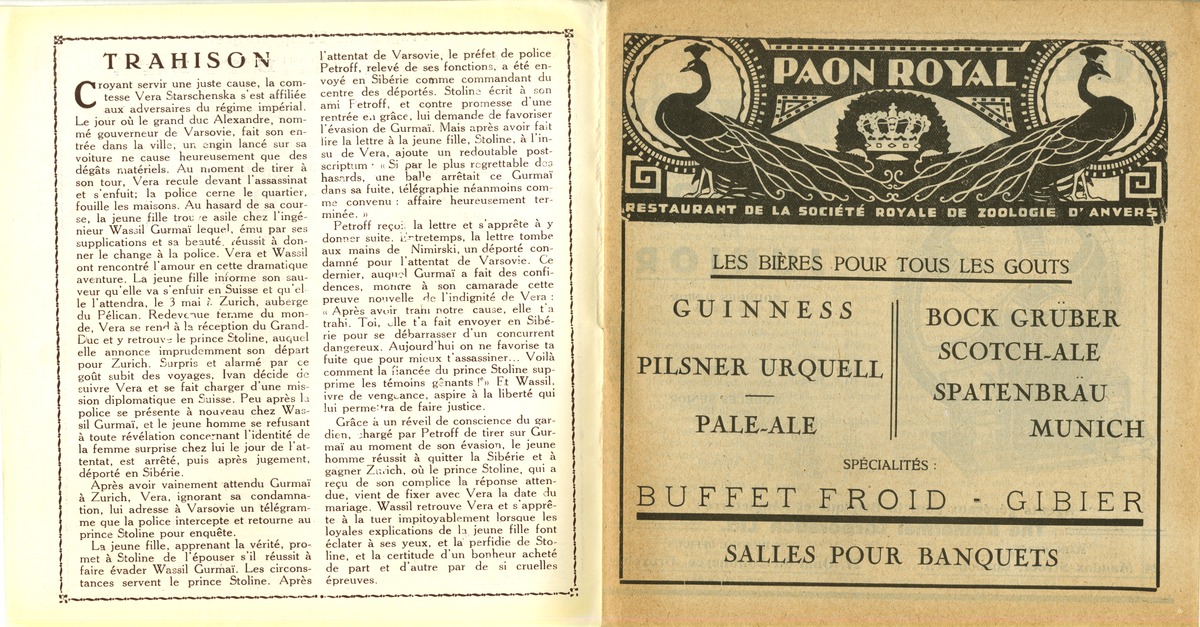 TRAHISON
Croyant servir une juste cause, la com-
tesse Vera Starschenska s'est affiliée
aux adversaires du régime impérial.
Le jour où le grand duc Alexandre, nom-
mé gouverneur de Varsovie, fait son en-
trée dans la ville, un engin lancé sur sa
voiture ne cause heureusement que des
dégâts matériels. Au moment de tirer à
son tour, Vera recule devant l'assassinat
et s'enfuit; la police cerne le quartier,
fouille les maisons. Au hasard de sa cour-
se, la jeune fille trouve asile chez l'ingé-
nieur Wassil Gurmaï lequel, ému par ses
supplications et sa beauté, réussit à don-
ner le change à la police. Vera et Wassil
ont rencontré l'amour en cette dramatique
aventure. La jeune fille informe son sau-
veur qu'elle va s'enfuir en Suisse et qu'el-
le l'attendra, le 3 mai à Zurich, auberge
du Pélican. Redevenue femme du mon-
de, Vera se rend à la réception du Grand-
Duc et y retrouve le prince Stoline, auquel
elle annonce imprudemment son départ
pour Zurich. Surpris et alarmé par ce
goût subit des voyages, Ivan décide de
suivre Vera et se fait charger d'une mis-
sion diplomatique en Suisse. Peu après la
police se présente à nouveau chez Was-
sil Gurmaï, et le jeune homme se refusant
à toute révélation concernant l'identité de
la femme surprise chez lui le jour de l'at-
tentat, est arrêté, puis après jugement,
déporté en Sibérie.
Après avoir vainement attendu Gurmaï
à Zurich, Vera, ignorant sa condamna-
tion, lui adresse à Varsovie un télégram-
me que la police intercepte et retourne au
prince Stoline pour enquête.
La jeune fille, apprenant la vérité, pro-
met à Stoline de l'épouser s'il réussit à
faire évader Wassil Gurmaï. Les circons-
tances servent le prince Stoline. Après
l'attentat de Varsovie, le préfet de police
Petroff, relevé de ses fonctions, a été en-
voyé en Sibérie comme commandant du
centre des déportés. Stoline écrit à son
ami Petroff, et contre promesse d'une
rentrée en grâce, lui demande de favoriser
l'évasion de Gurmaï. Mais après avoir fait
lire la lettre à la jeune fille, Stoline, à l'in-
su de Vera, ajoute un redoutable post-
scriptum : « Si par le plus regrettable des
hasards, une balle arrêtait ce Gurmaï
dans sa fuite, télégraphie néanmoins com-
me convenu : affaire heureusement ter-
minée. »
Petroff reçoit la lettre et s'apprête à y
donner suite. Entretemps, la lettre tombe
aux mains de Nimirski, un déporté con-
damné pour l'attentat de Varsovie. Ce
dernier, auquel Gurmaï a fait des confi-
dences, montre à son camarade cette
preuve nouvelle de l'indignité de Vera :
« Après avoir trahi notre cause, elle t'a
trahi. Toi, elle t'a fait envoyer en Sibé-
rie pour se débarrasser d'un concurrent
dangereux. Aujourd'hui on ne favorise ta
fuite que pour mieux t'assassiner... Voilà
comment la fiancée du prince Stoline sup-
prime les témoins gênants !'» Et Wassil,
ivre de vengeance, aspire à la liberté qui
lui permettra de faire justice.
Grâce à un réveil de conscience du gar-
dien, chargé par Petroff de tirer sur Gur-
maï au moment de son évasion, le jeune
homme réussit à quitter la Sibérie et à
gagner Zurich, où le prince Stoline, qui a
reçu de son complice la réponse atten-
due, vient de fixer avec Vera la date du
mariage. Wassil retrouve Vera et s'apprê-
te à la tuer impitoyablement lorsque les
loyales explications de la jeune fille font
éclater à ses yeux, et la perfidie de Sto-
line, et la certitude d'un bonheur acheté
de part et d'autre par de si cruelles
épreuves.
PAON ROYAL
RESTAURANT DE LA SOCIÉTÉ ROYALE DE ZOOLOGIE D'ANVERS
LES BIÈRES POUR TOUS LES GOUTS
GUINNESS
PILSNER URQUELL
PALE-ALE
BOCK GRÜBER
SCOTCH-ALE
SPATENBRÄU
MUNICH
SPÉCIALITÉS :
BUFFET FROID - GIBIER
SALLES POUR BANQUETS